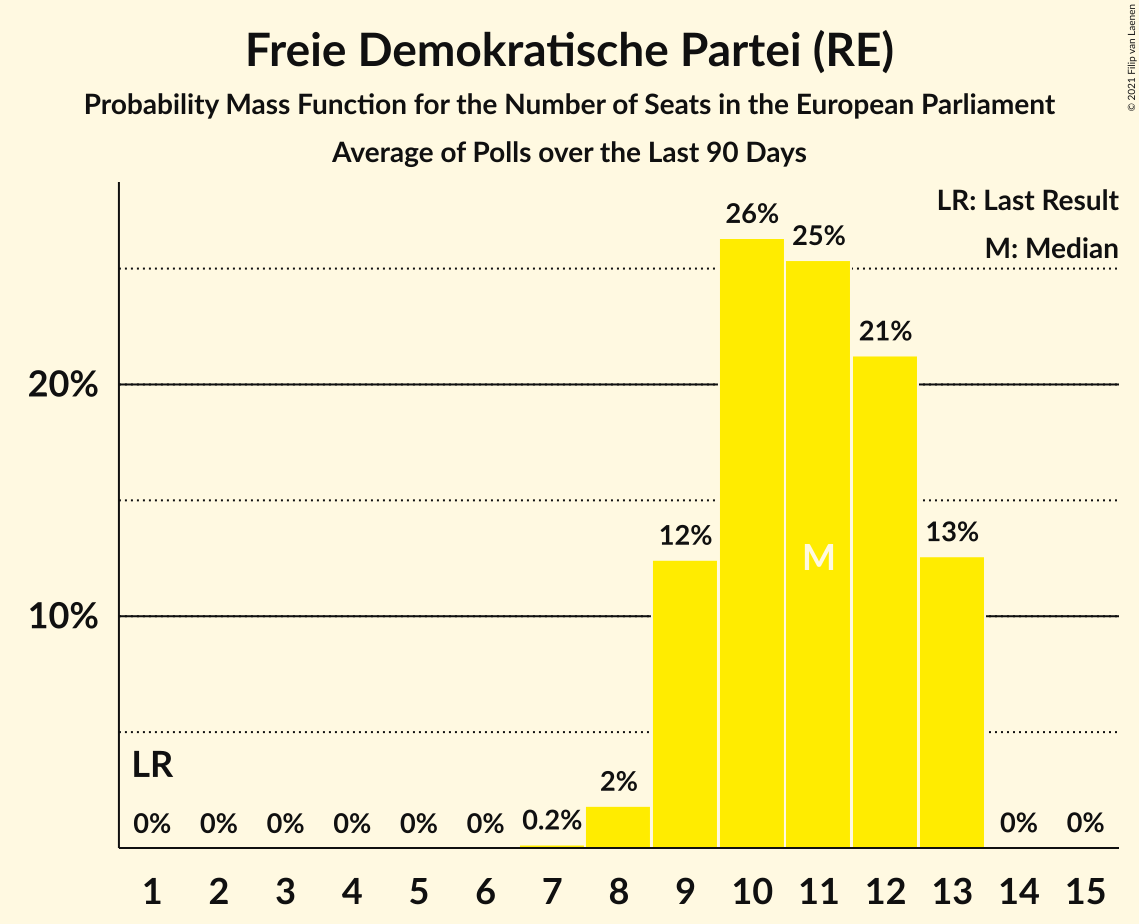 Freie Demokratische Partei (RE)
Probability Mass Function for the Number of Seats in the European Parliament
Average of Polls over the Last 90 Days
© 2021 Filip van Laenen
LR: Last Result
M: Median
26%
25%
21%
20%
12%
13%
M
10%
LR
0%
0%
0%
0%
0%
0%
0.2%
2%
0%
0%
1 2 3 4 5 6 7 8 9 10 11 12 13 14 15